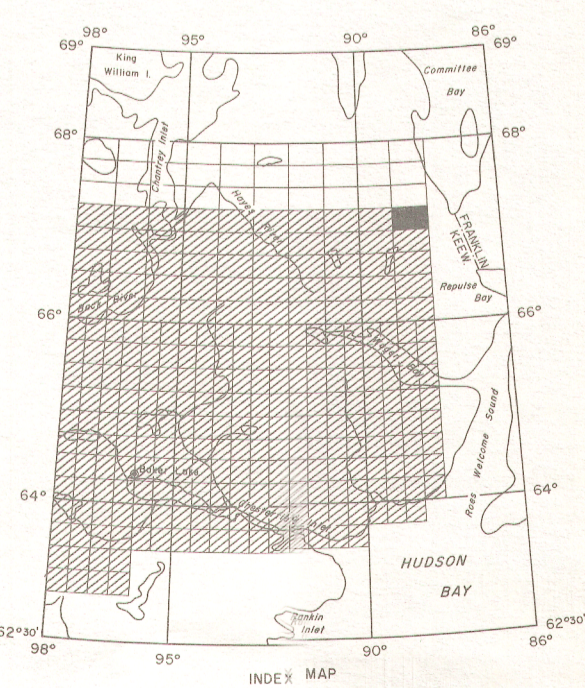 98°
95°
90°
86°
69°
69°
King
William I.
Committee
Bay
68°
68°
Chantrey Inlet
Hayes River
FRANKLIN
KEEW.
Repulse
Bay
Back River
66°
66°
Wager Bay
Roes Welcome Sound
Baker Lake
64°
64°
Chesterfield Inlet
HUDSON
BAY
Rankin
Inlet
62°30'
62°30'
98°
95°
90°
86°
INDEX MAP